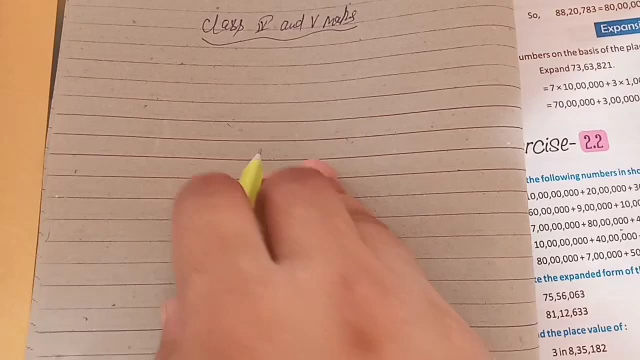 class IV and V maths
So, 88,20,783 = 80,00,00
Expans
umbers on the basis of the pla
Expand 73,63,821.
= 7 × 10,00,000 + 3 × 1,0
= 70,00,000 + 3,00,000
rcise- 2.2
the following numbers in sho
10,00,00,000 + 20,00,000 + 3
60,00,000 + 9,00,000 + 10,0
7,00,00,000 + 80,00,000 + 4
10,00,00,000 + 40,00,000
80,00,000 + 7,00,000 + 50
te the expanded form of t
75,56,063
81,12,633
d the place value of :
3 in 8,35,182